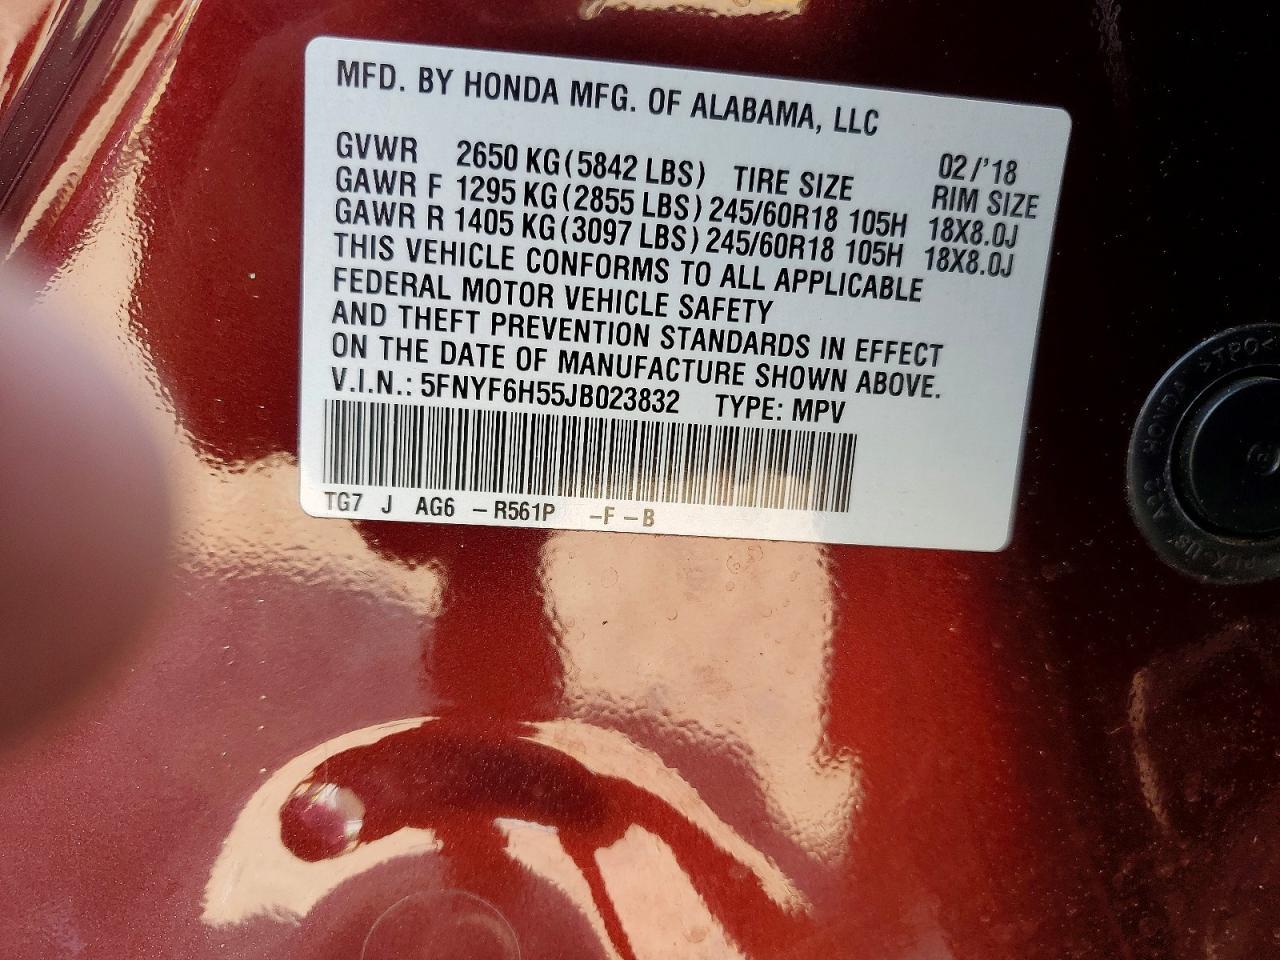 MFD. BY HONDA MFG. OF ALABAMA, LLC
02/'18
GVWR 2650 KG(5842 LBS) TIRE SIZE RIM SIZE
GAWR F 1295 KG(2855 LBS) 245/60R18 105H 18X8.0J
GAWR R 1405 KG(3097 LBS) 245/60R18 105H 18X8.0J
THIS VEHICLE CONFORMS TO ALL APPLICABLE
FEDERAL MOTOR VEHICLE SAFETY
AND THEFT PREVENTION STANDARDS IN EFFECT
ON THE DATE OF MANUFACTURE SHOWN ABOVE.
V.I.N.: 5FNYF6H55JB023832 TYPE: MPV
TG7 J AG6 -R561P -F-B
HONDA >TPO<